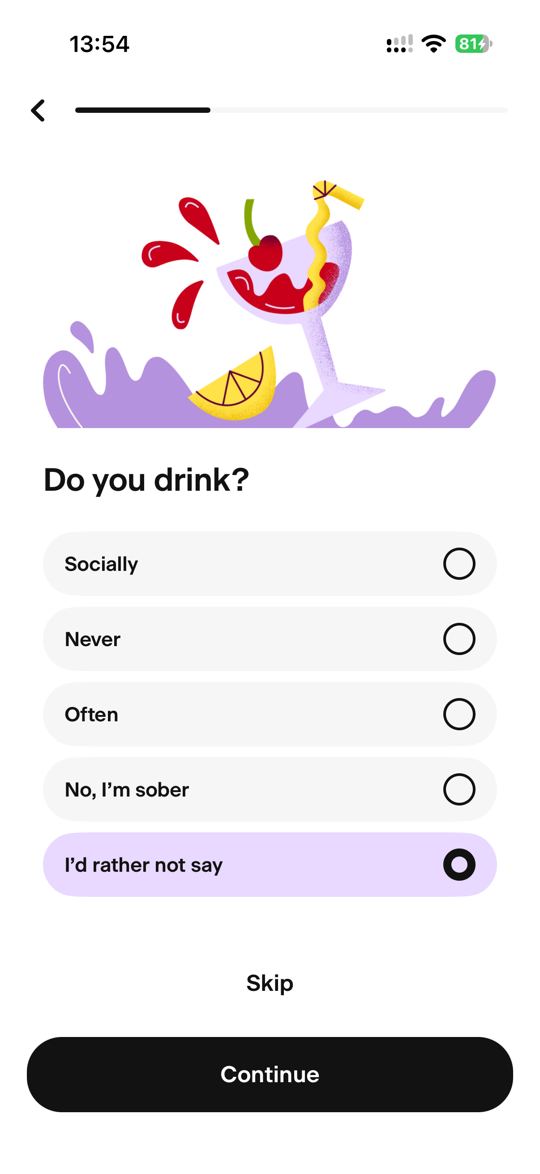 13:54
81
Do you drink?
Socially
Never
Often
No, I’m sober
I’d rather not say
Skip
Continue